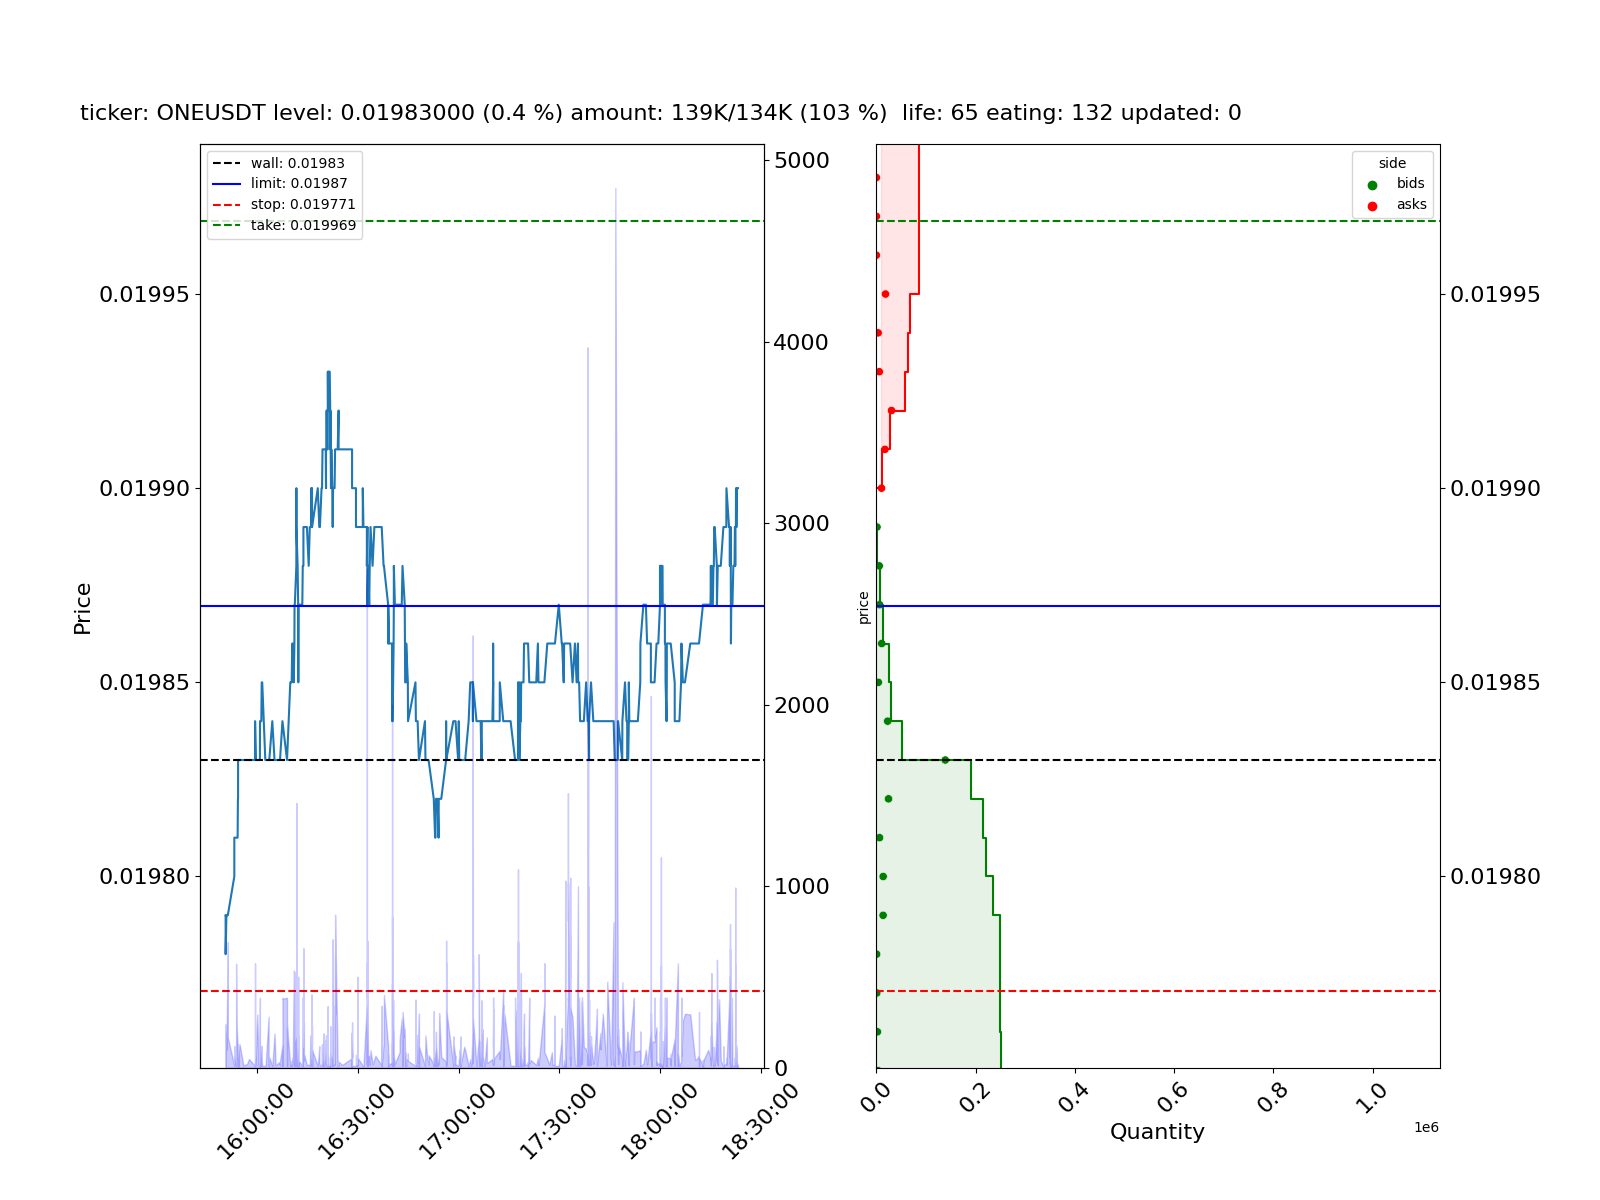 ticker: ONEUSDT level: 0.01983000 (0.4 %) amount: 139K/134K (103 %)  life: 65 eating: 132 updated: 0
wall: 0.01983
limit: 0.01987
stop: 0.019771
take: 0.019969
Price
0.01995
0.01990
0.01985
0.01980
5000
4000
3000
2000
1000
0
16:00:00
16:30:00
17:00:00
17:30:00
18:00:00
18:30:00
side
bids
asks
price
0.01995
0.01990
0.01985
0.01980
0.0
0.2
0.4
0.6
0.8
1.0
1e6
Quantity